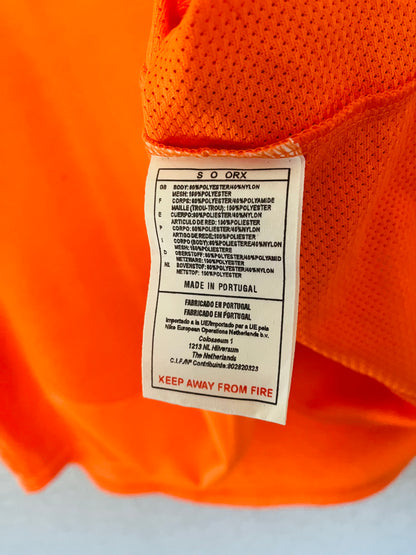 S O ORX
GB BODY: 60%POLYESTER/40%NYLON
MESH: 100%POLYESTER
F CORPS: 60%POLYESTER/40%POLYAMIDE
MAILLE (TROU-TROU): 100%POLYESTER
E CUERPO: 60%POLIESTER/40%NYLON
ARTICULO DE RED: 100%POLIESTER
P CORPO: 60%POLIESTER/40%NYLON
ARTIGO DE REDE: 100%POLIESTER
I CORPO (BODY): 60%POLIESTERE/40%NYLON
MESH: 100%POLIESTERE
D OBERSTOFF: 60%POLYESTER/40%POLYAMID
NETZWARE: 100%POLYESTER
NL BOVENSTOF: 60%POLYESTER/40%NYLON
NETSTOF: 100%POLYESTER
MADE IN PORTUGAL
FABRICADO EN PORTUGAL
FABRICADO EM PORTUGAL
Importado a la UE/Importado par a UE pela
Nike European Operations Netherlands b.v.
Colosseum 1
1213 NL Hilversum
The Netherlands
C.I.F./Nº Contribuinte:902820323
KEEP AWAY FROM FIRE